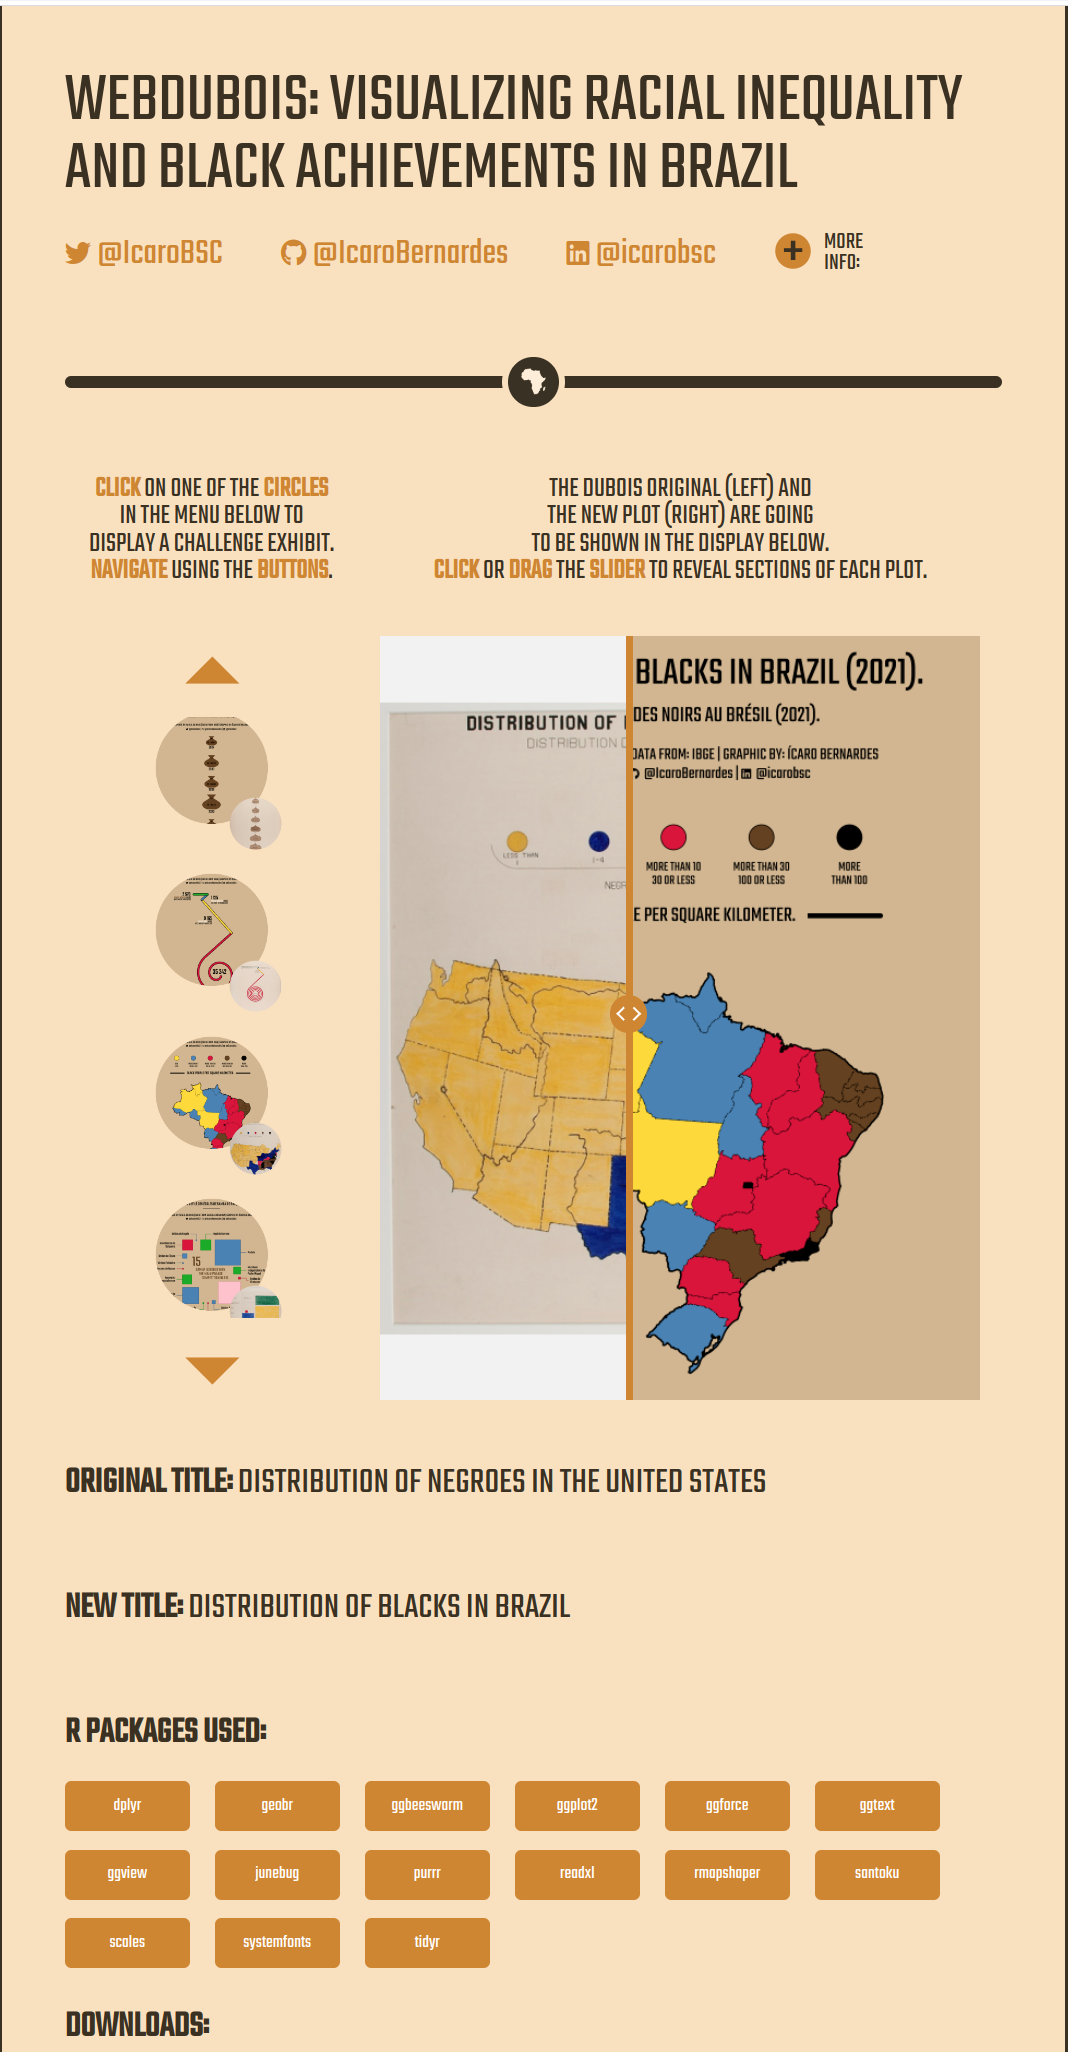 WEBDUBOIS: VISUALIZING RACIAL INEQUALITY
AND BLACK ACHIEVEMENTS IN BRAZIL
@IcaroBSC
@IcaroBernardes
@icarobsc
MORE
INFO:
CLICK ON ONE OF THE CIRCLES
IN THE MENU BELOW TO
DISPLAY A CHALLENGE EXHIBIT.
NAVIGATE USING THE BUTTONS.
THE DUBOIS ORIGINAL (LEFT) AND
THE NEW PLOT (RIGHT) ARE GOING
TO BE SHOWN IN THE DISPLAY BELOW.
CLICK OR DRAG THE SLIDER TO REVEAL SECTIONS OF EACH PLOT.
DISTRIBUTION OF
DISTRIBUTION
LESS THAN
1
1-4
NEGR
BLACKS IN BRAZIL (2021).
DES NOIRS AU BRÉSIL (2021).
DATA FROM: IBGE | GRAPHIC BY: ÍCARO BERNARDES
@IcaroBernardes | @icarobsc
MORE THAN 10
30 OR LESS
MORE THAN 30
100 OR LESS
MORE
THAN 100
E PER SQUARE KILOMETER.
15
ORIGINAL TITLE: DISTRIBUTION OF NEGROES IN THE UNITED STATES
NEW TITLE: DISTRIBUTION OF BLACKS IN BRAZIL
R PACKAGES USED:
dplyr
geobr
ggbeeswarm
ggplot2
ggforce
ggtext
ggview
junebug
purrr
readxl
rmapshaper
santoku
scales
systemfonts
tidyr
DOWNLOADS: